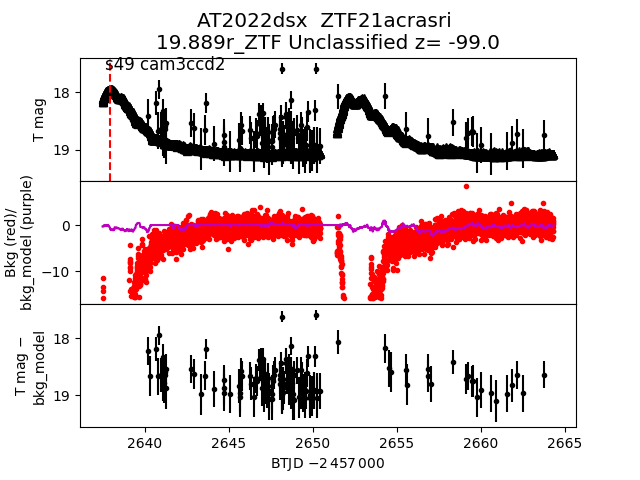 AT2022dsx  ZTF21acrasri
19.889r_ZTF Unclassified z= -99.0
s49 cam3ccd2
18
19
T mag
0
−10
Bkg (red)/
bkg_model (purple)
18
19
T mag −
bkg_model
2640
2645
2650
2655
2660
2665
BTJD −2 457 000